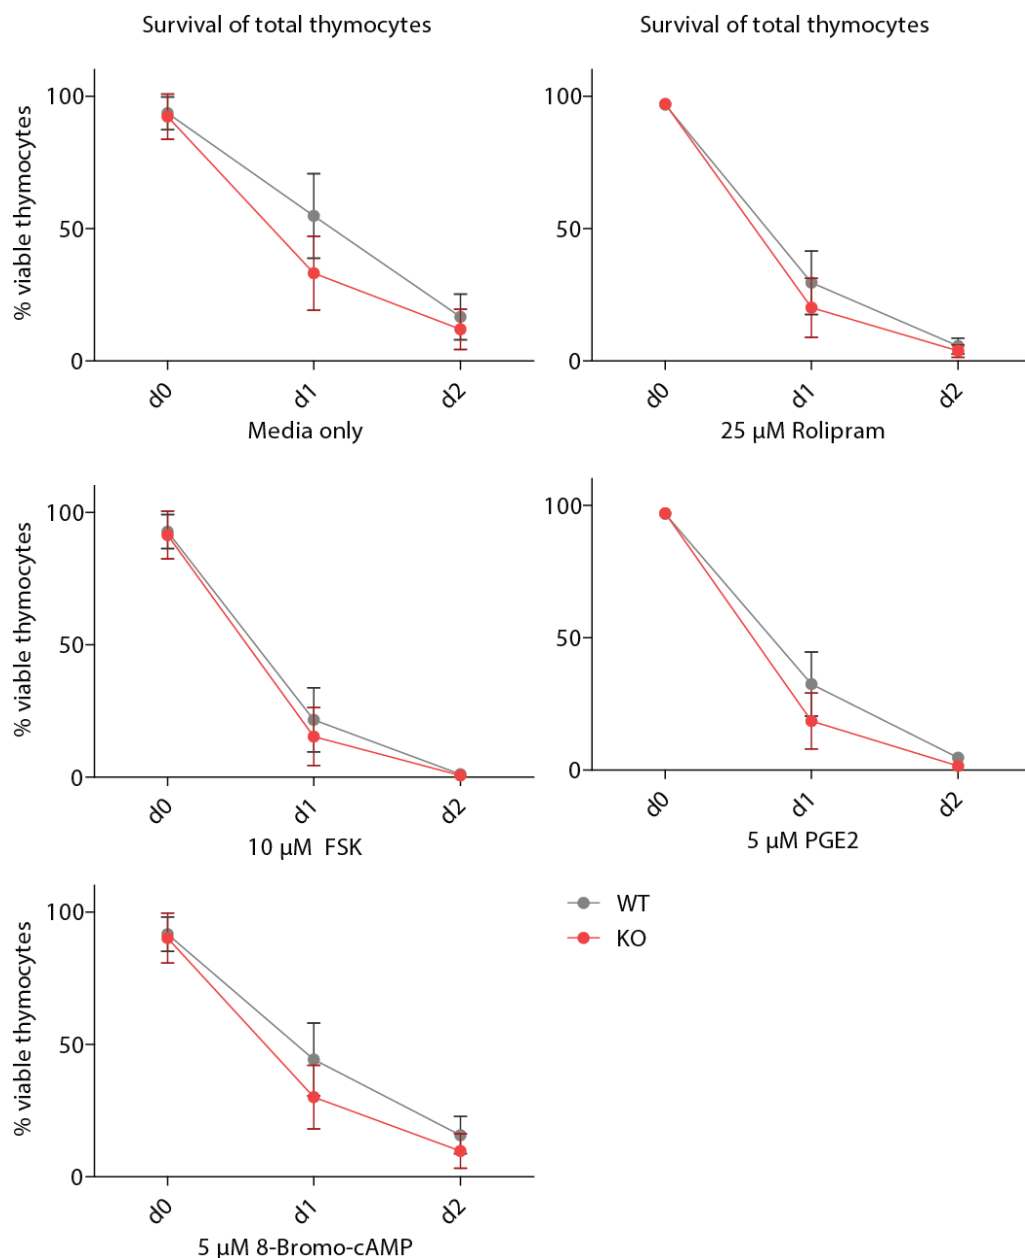 Survival of total thymocytes
% viable thymocytes
100
50
0
d0
d1
d2
Media only
Survival of total thymocytes
100
50
0
d0
d1
d2
25 µM Rolipram
% viable thymocytes
100
50
0
d0
d1
d2
10 µM FSK
100
50
0
d0
d1
d2
5 µM PGE2
% viable thymocytes
100
50
0
d0
d1
d2
5 µM 8-Bromo-cAMP
WT
KO